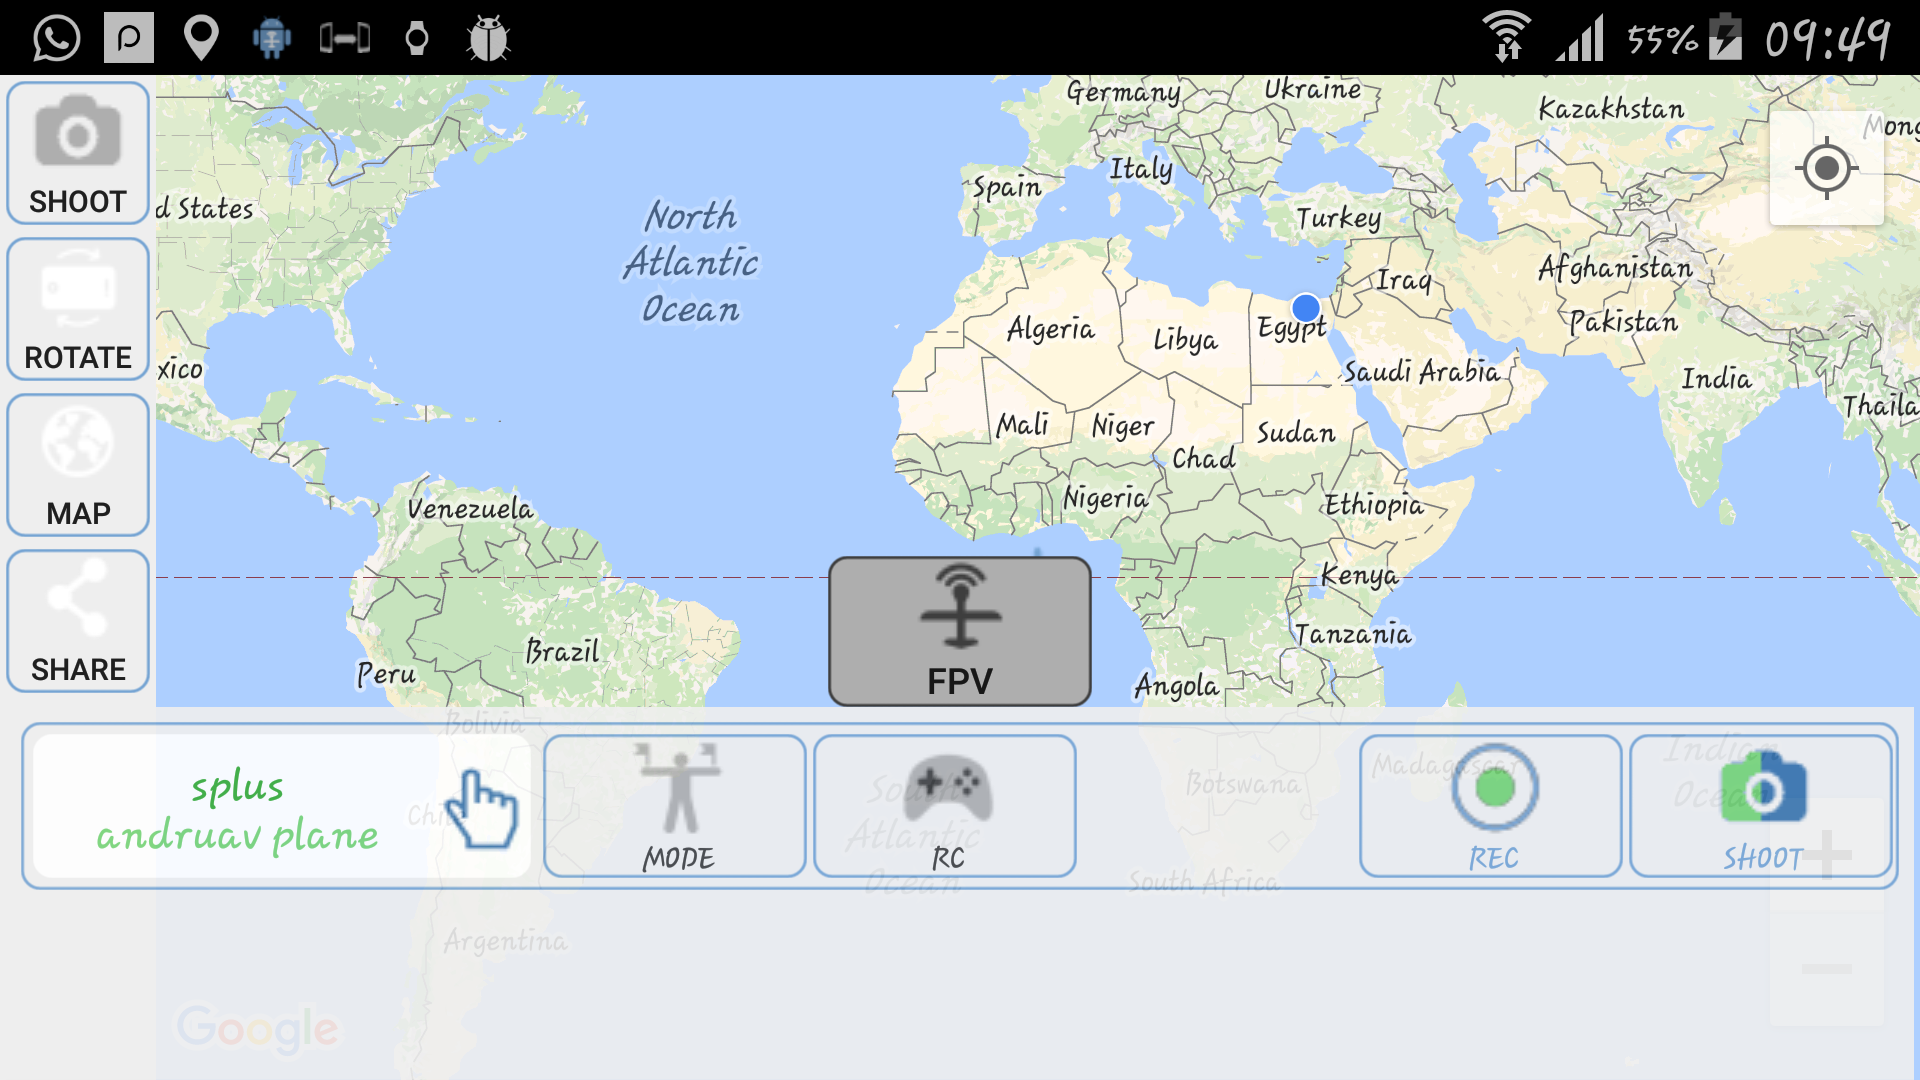 55% 09:49
SHOOT
ROTATE
MAP
SHARE
Germany
Ukraine
Kazakhstan
Mong
Italy
Spain
d States
North
Atlantic
Ocean
Turkey
Afghanistan
Iraq
Algeria
Libya
Egypt
Pakistan
xico
Saudi Arabia
India
Thaila
Mali
Niger
Sudan
Chad
Venezuela
Nigeria
Ethiopia
Kenya
Tanzania
Brazil
Peru
Angola
FPV
Bolivia
Botswana
Madagascar
Indian
Ocea
splus
andruav plane
Chi
MODE
South
Atlantic
Ocean
RC
REC
SHOOT
South Africa
Argentina
Google